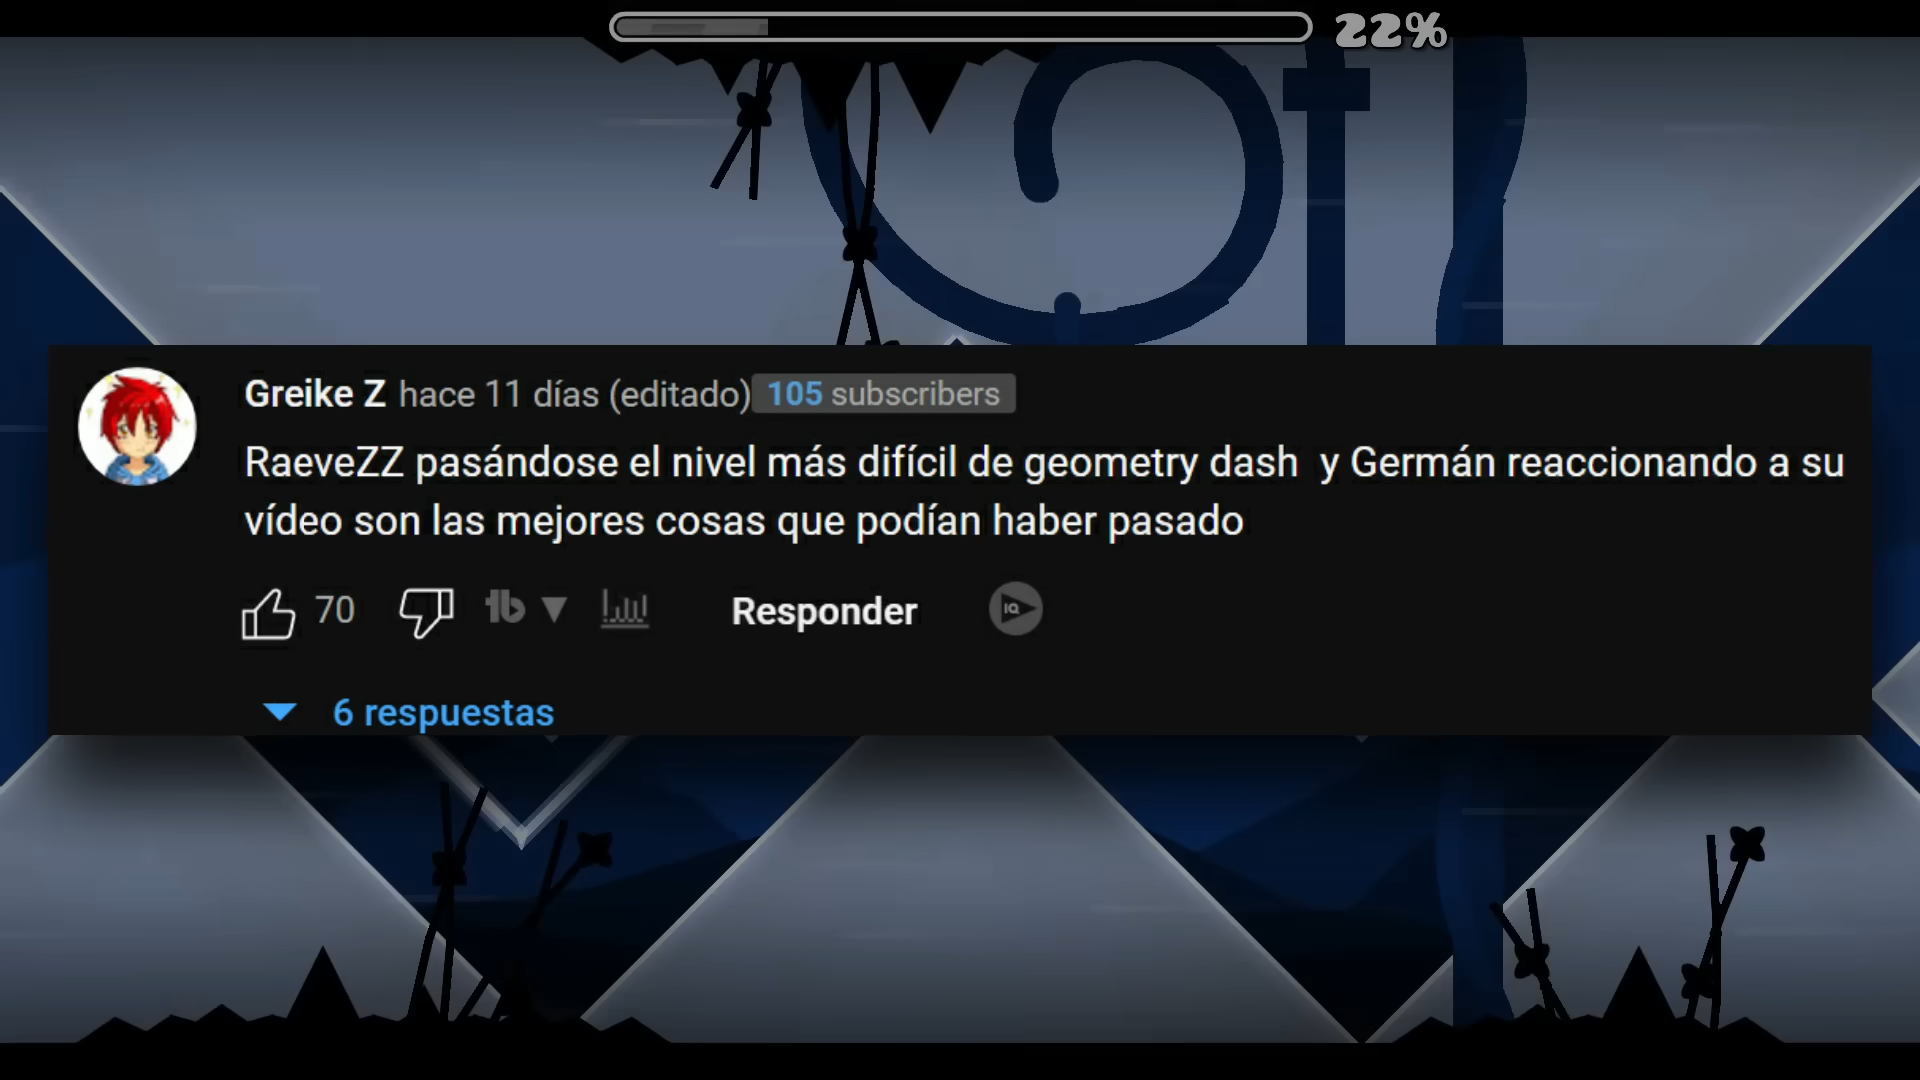 22%
Greike Z hace 11 días (editado) 105 subscribers
RaeveZZ pasándose el nivel más difícil de geometry dash y Germán reaccionando a su
vídeo son las mejores cosas que podían haber pasado
70 Responder IQ
6 respuestas